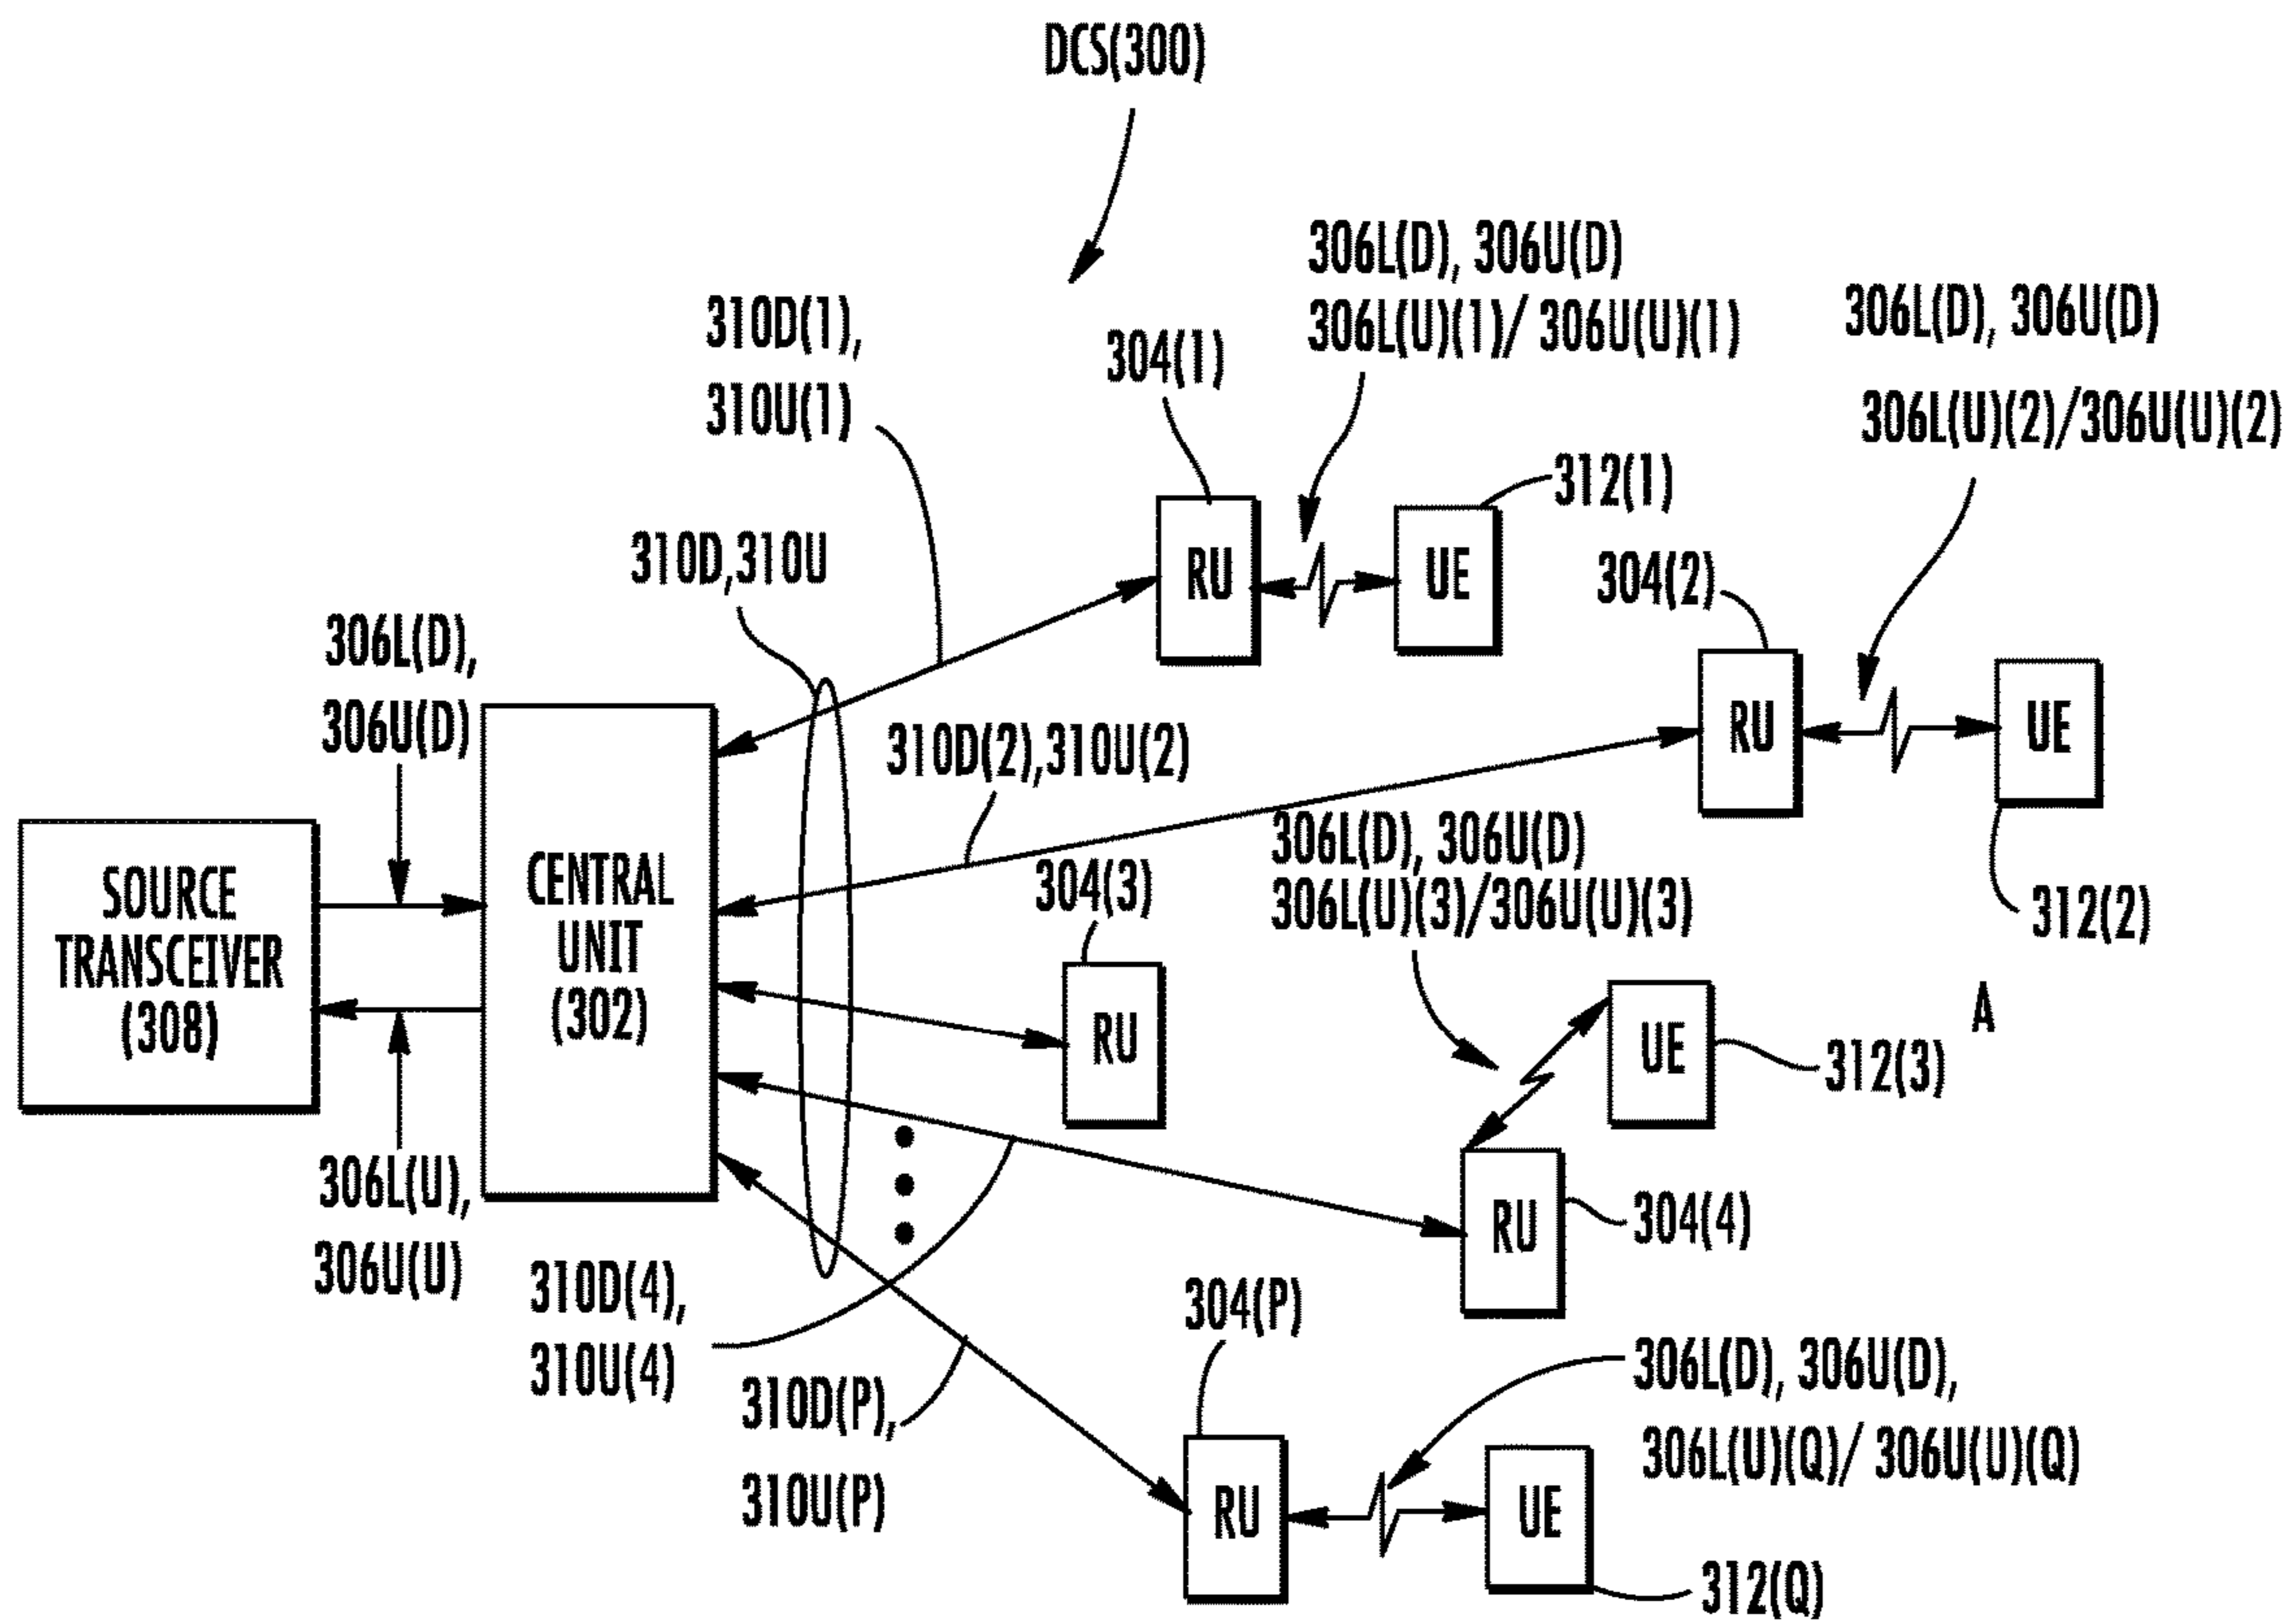 DCS(300)
306L(D), 306U(D)
306L(U)(1)/ 306U(U)(1)
306L(D), 306U(D)
306L(U)(2)/306U(U)(2)
310D(1),
310U(1)
304(1)
312(1)
RU
UE
310D,310U
304(2)
306L(D),
306U(D)
RU
UE
310D(2),310U(2)
306L(D), 306U(D)
306L(U)(3)/306U(U)(3)
304(3)
312(2)
SOURCE
TRANSCEIVER
(308)
CENTRAL
UNIT
(302)
RU
UE
A
312(3)
306L(U),
306U(U)
RU
304(4)
310D(4),
310U(4)
304(P)
310D(P),
310U(P)
306L(D), 306U(D),
306L(U)(Q)/ 306U(U)(Q)
RU
UE
312(Q)